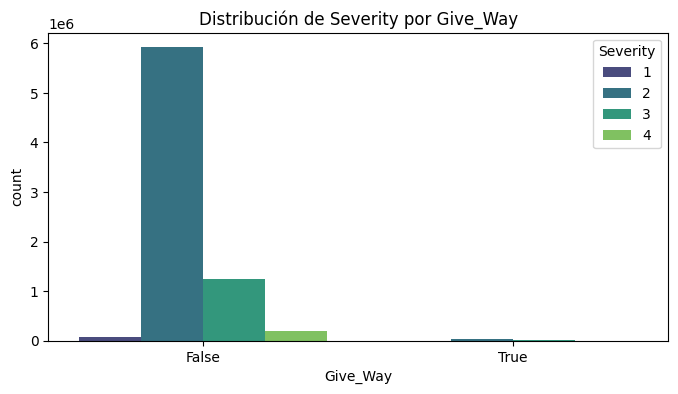 Distribución de Severity por Give_Way
1e6
Severity
1
2
3
4
6
5
4
3
2
1
0
count
False
True
Give_Way